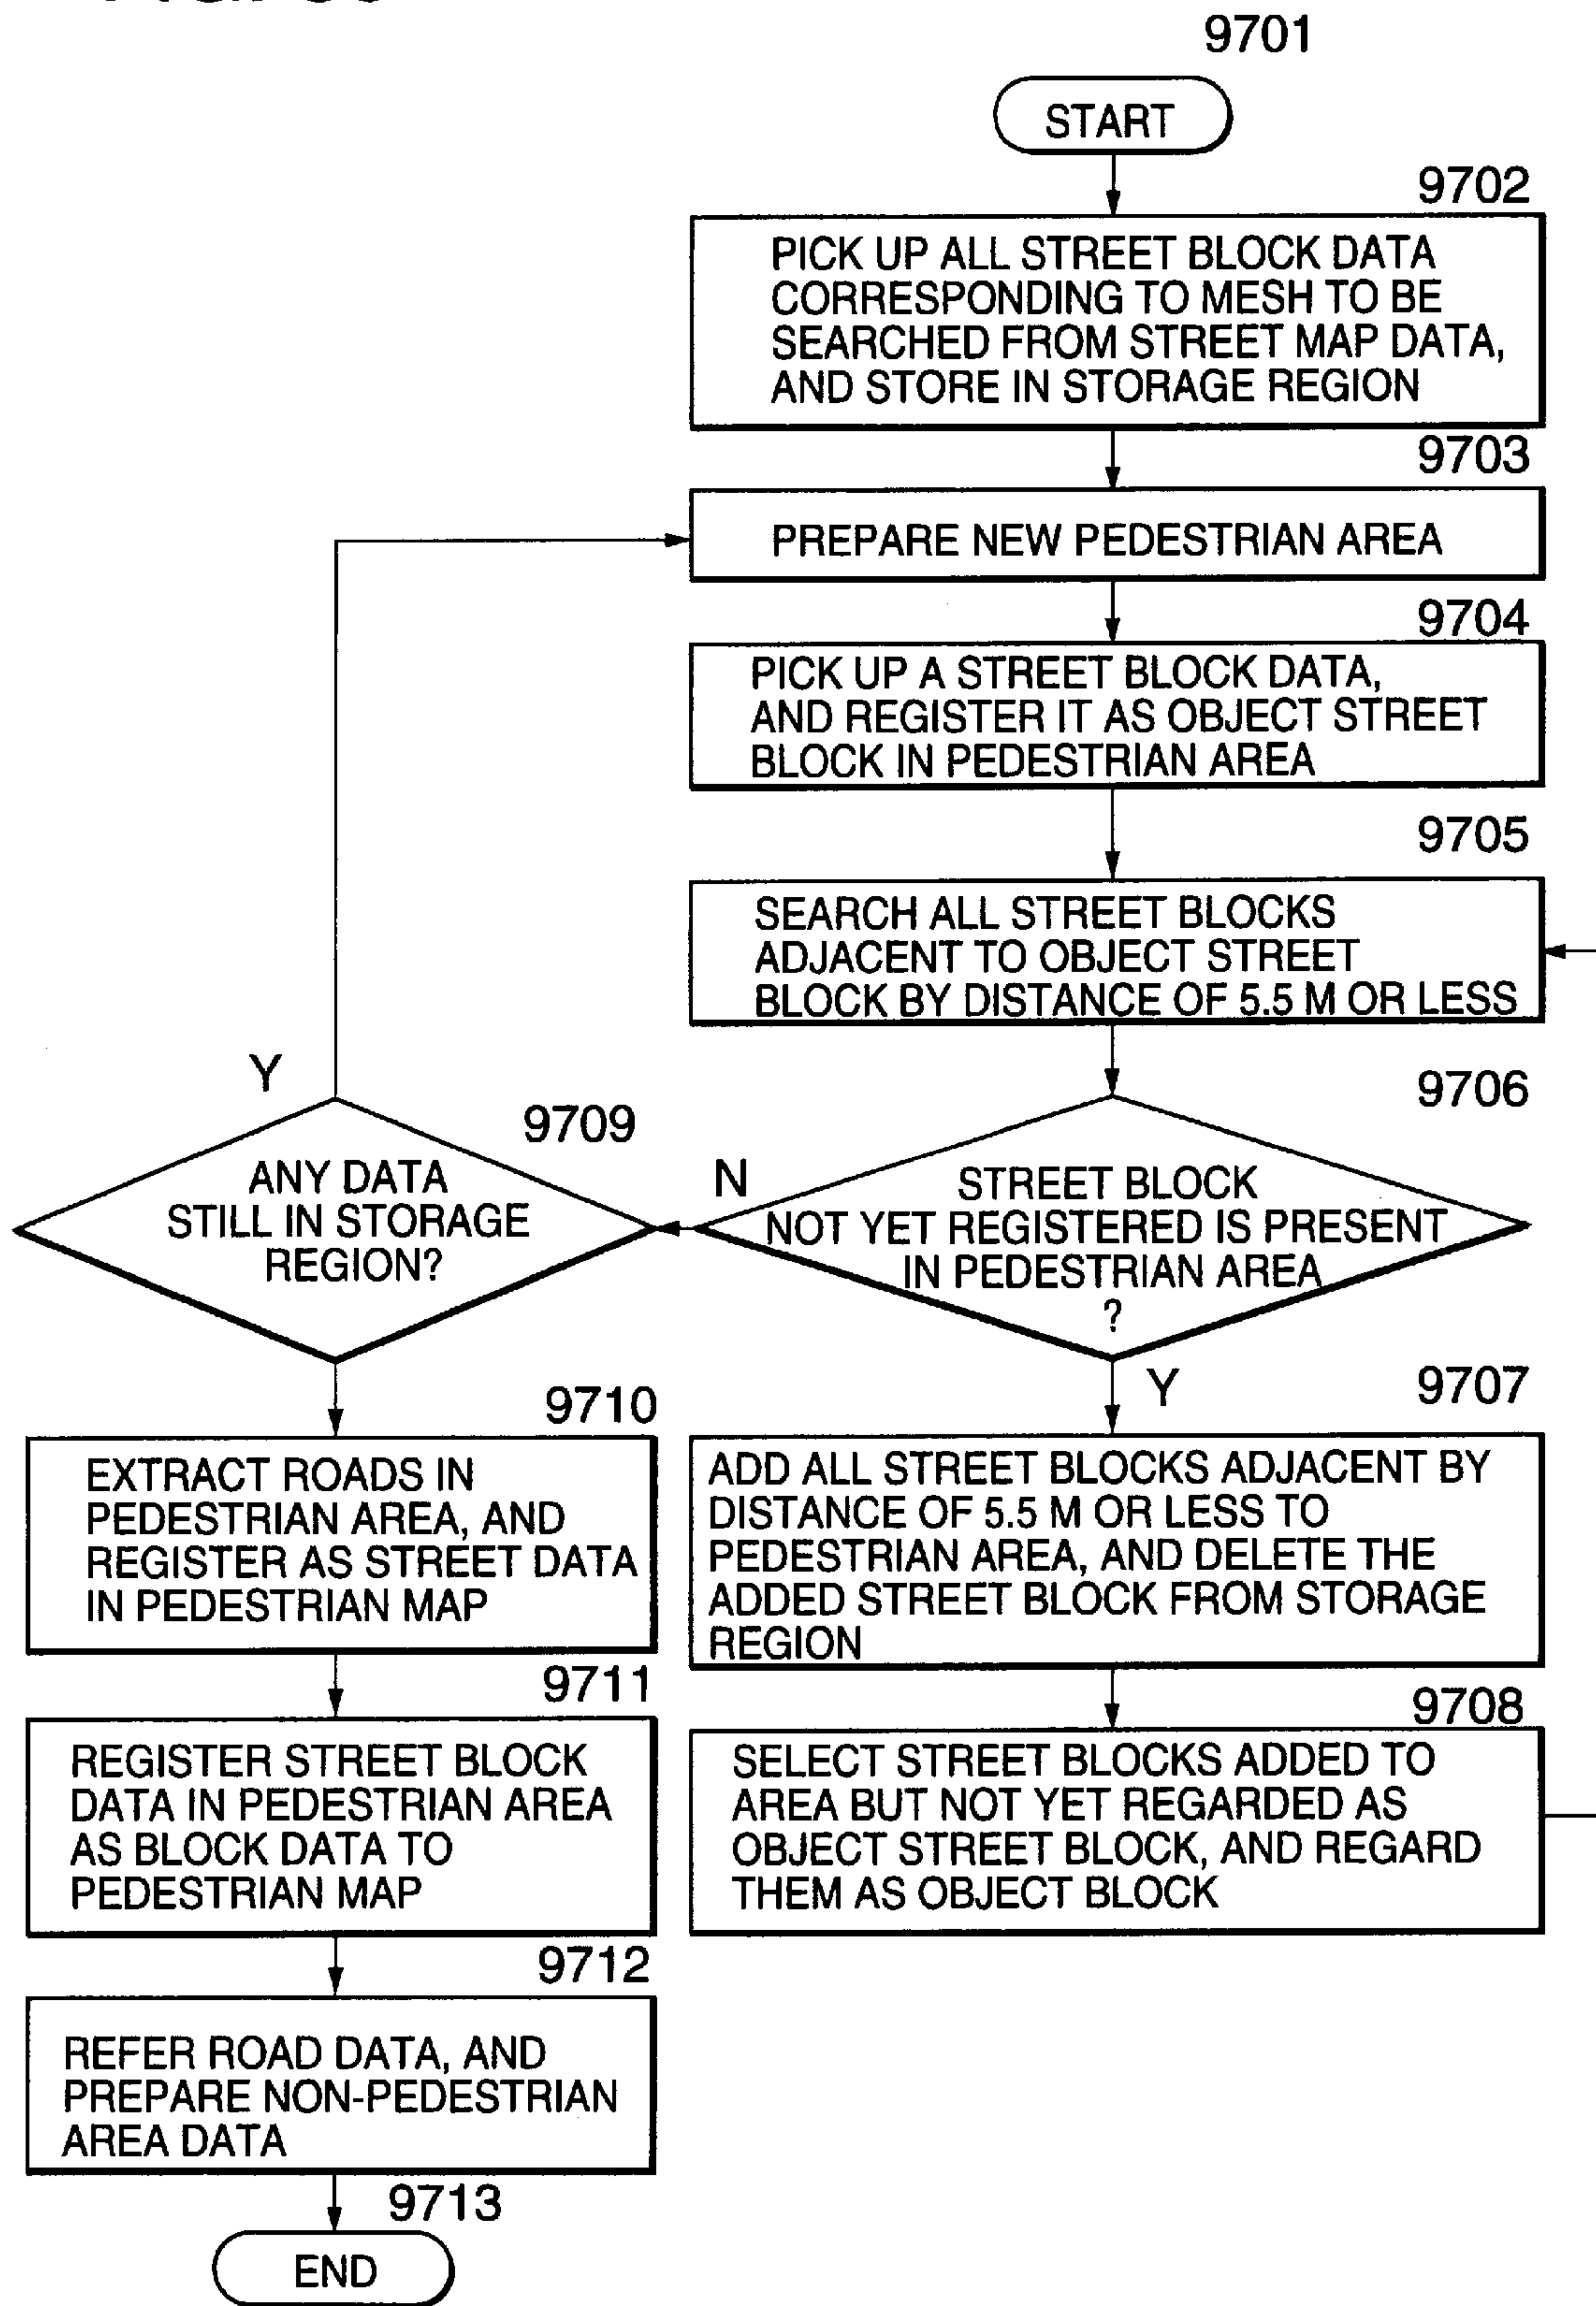 9701
START
9702
PICK UP ALL STREET BLOCK DATA
CORRESPONDING TO MESH TO BE
SEARCHED FROM STREET MAP DATA,
AND STORE IN STORAGE REGION
9703
PREPARE NEW PEDESTRIAN AREA
9704
PICK UP A STREET BLOCK DATA,
AND REGISTER IT AS OBJECT STREET
BLOCK IN PEDESTRIAN AREA
9705
SEARCH ALL STREET BLOCKS
ADJACENT TO OBJECT STREET
BLOCK BY DISTANCE OF 5.5 M OR LESS
9706
STREET BLOCK
NOT YET REGISTERED IS PRESENT
IN PEDESTRIAN AREA
?
N
Y
9707
ADD ALL STREET BLOCKS ADJACENT BY
DISTANCE OF 5.5 M OR LESS TO
PEDESTRIAN AREA, AND DELETE THE
ADDED STREET BLOCK FROM STORAGE
REGION
9708
SELECT STREET BLOCKS ADDED TO
AREA BUT NOT YET REGARDED AS
OBJECT STREET BLOCK, AND REGARD
THEM AS OBJECT BLOCK
Y
9709
ANY DATA
STILL IN STORAGE
REGION?
9710
EXTRACT ROADS IN
PEDESTRIAN AREA, AND
REGISTER AS STREET DATA
IN PEDESTRIAN MAP
9711
REGISTER STREET BLOCK
DATA IN PEDESTRIAN AREA
AS BLOCK DATA TO
PEDESTRIAN MAP
9712
REFER ROAD DATA, AND
PREPARE NON-PEDESTRIAN
AREA DATA
9713
END